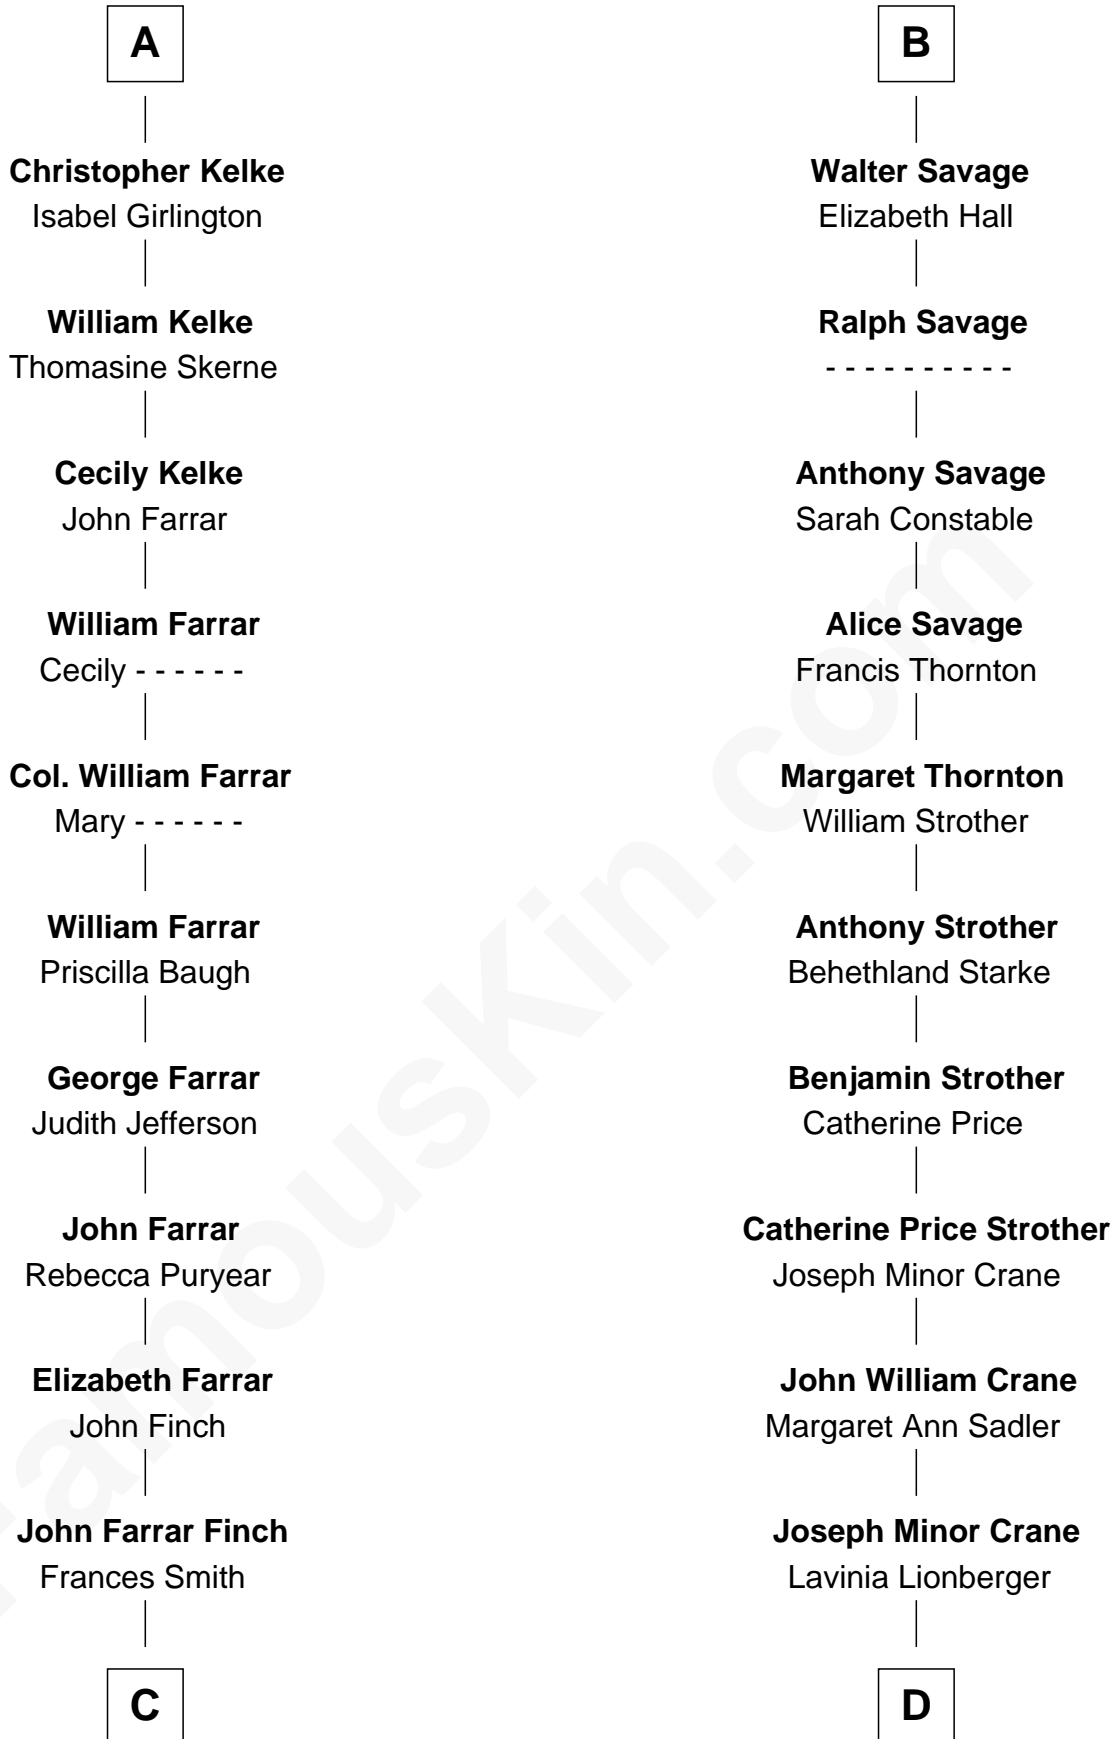 A
Christopher Kelke
Isabel Girlington
William Kelke
Thomasine Skerne
Cecily Kelke
John Farrar
William Farrar
Cecily - - - - - -
Col. William Farrar
Mary - - - - - -
William Farrar
Priscilla Baugh
George Farrar
Judith Jefferson
John Farrar
Rebecca Puryear
Elizabeth Farrar
John Finch
John Farrar Finch
Frances Smith
C
B
Walter Savage
Elizabeth Hall
Ralph Savage
- - - - - - - - - -
Anthony Savage
Sarah Constable
Alice Savage
Francis Thornton
Margaret Thornton
William Strother
Anthony Strother
Behethland Starke
Benjamin Strother
Catherine Price
Catherine Price Strother
Joseph Minor Crane
John William Crane
Margaret Ann Sadler
Joseph Minor Crane
Lavinia Lionberger
D
FamousKin.com